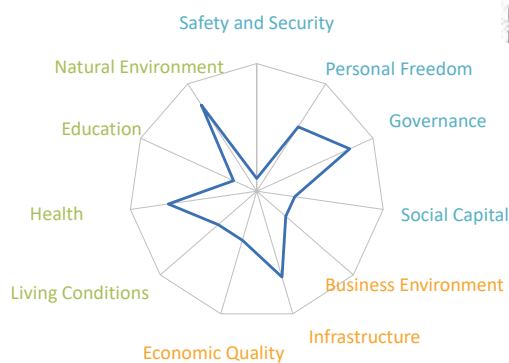 Safety and Security
Natural Environment
Personal Freedom
Education
Governance
Health
Social Capital
Living Conditions
Business Environment
Infrastructure
Economic Quality